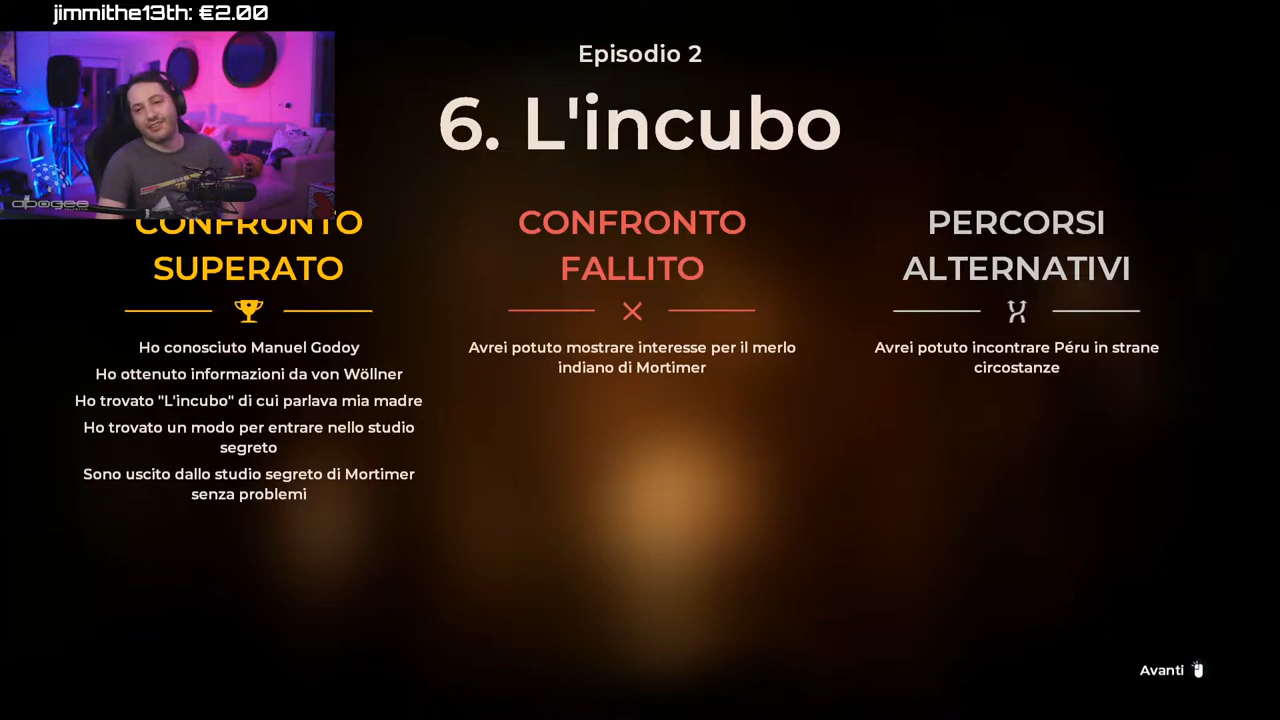 jimmithe13th: €2.00
apogee
Episodio 2
6. L'incubo
CONFRONTO
SUPERATO
Ho conosciuto Manuel Godoy
Ho ottenuto informazioni da von Wöllner
Ho trovato "L'incubo" di cui parlava mia madre
Ho trovato un modo per entrare nello studio
segreto
Sono uscito dallo studio segreto di Mortimer
senza problemi
CONFRONTO
FALLITO
Avrei potuto mostrare interesse per il merlo
indiano di Mortimer
PERCORSI
ALTERNATIVI
Avrei potuto incontrare Péru in strane
circostanze
Avanti